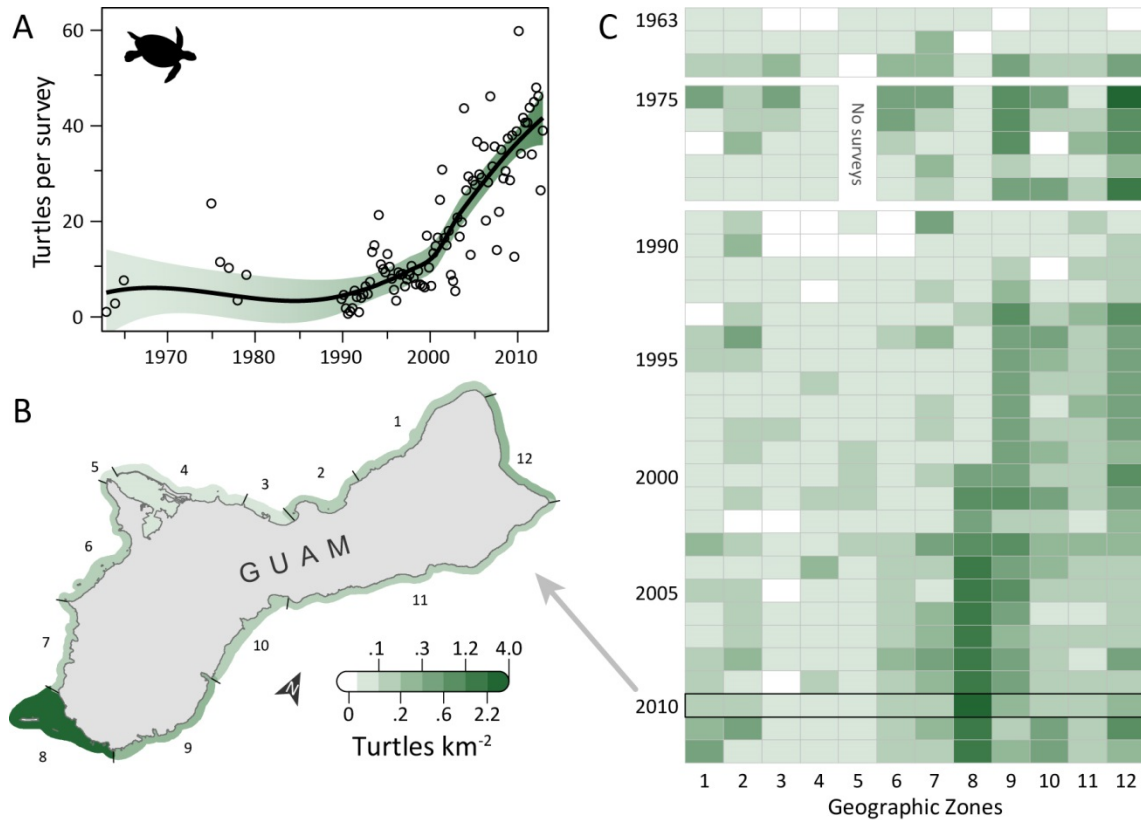 A
Turtles per survey
60
40
20
0
1970 1980 1990 2000 2010
B
1
2
3
4
5
6
7
8
9
10
11
12
GUAM
N
.1 .3 1.2 4.0
0 .2 .6 2.2
Turtles km-2
C
1963
1975
No surveys
1990
1995
2000
2005
2010
1 2 3 4 5 6 7 8 9 10 11 12
Geographic Zones